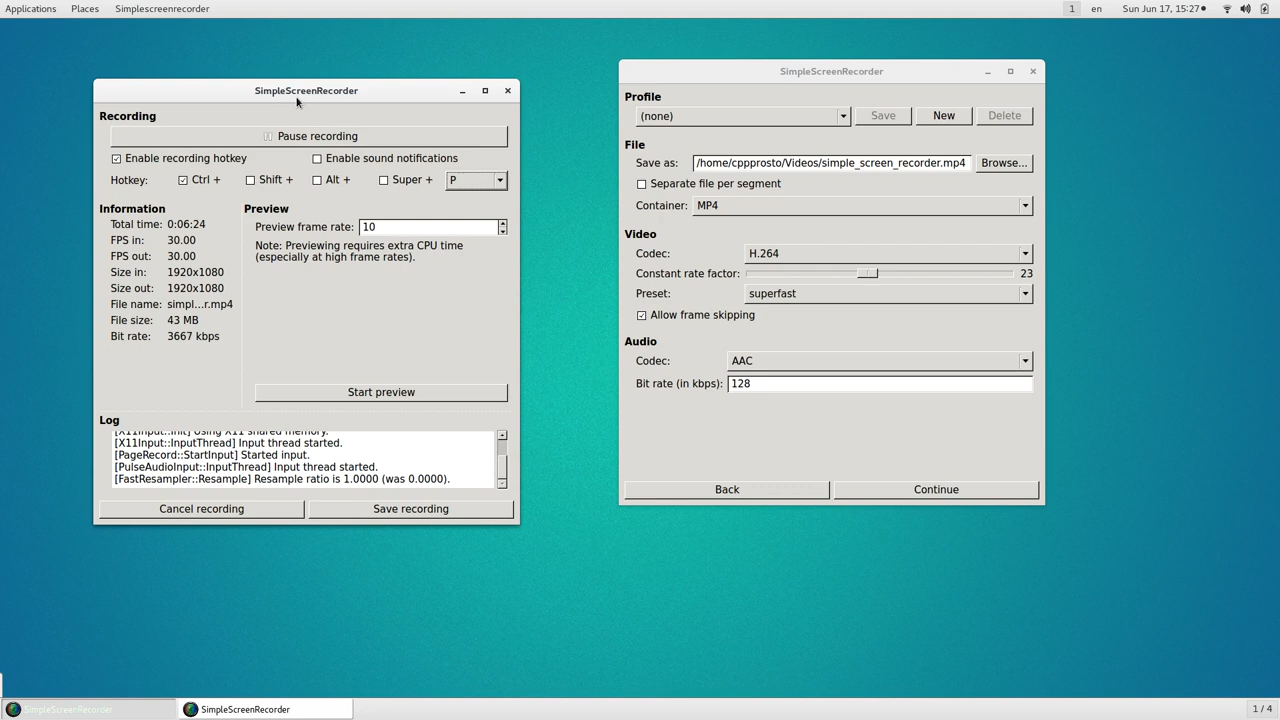 Applications Places Simplescreenrecorder 1 en Sun Jun 17, 15:27
SimpleScreenRecorder
Recording
Pause recording
Enable recording hotkey Enable sound notifications
Hotkey: Ctrl + Shift + Alt + Super + P
Information
Total time: 0:06:24
FPS in: 30.00
FPS out: 30.00
Size in: 1920x1080
Size out: 1920x1080
File name: simpl...r.mp4
File size: 43 MB
Bit rate: 3667 kbps
Preview
Preview frame rate: 10
Note: Previewing requires extra CPU time
(especially at high frame rates).
Start preview
Log
[X11Input::Init] Using X11 shared memory.
[X11Input::InputThread] Input thread started.
[PageRecord::StartInput] Started input.
[PulseAudioInput::InputThread] Input thread started.
[FastResampler::Resample] Resample ratio is 1.0000 (was 0.0000).
Cancel recording Save recording
SimpleScreenRecorder
Profile
(none) Save New Delete
File
Save as: /home/cppprosto/Videos/simple_screen_recorder.mp4 Browse...
Separate file per segment
Container: MP4
Video
Codec: H.264
Constant rate factor: 23
Preset: superfast
Allow frame skipping
Audio
Codec: AAC
Bit rate (in kbps): 128
Back Continue
SimpleScreenRecorder SimpleScreenRecorder 1 / 4